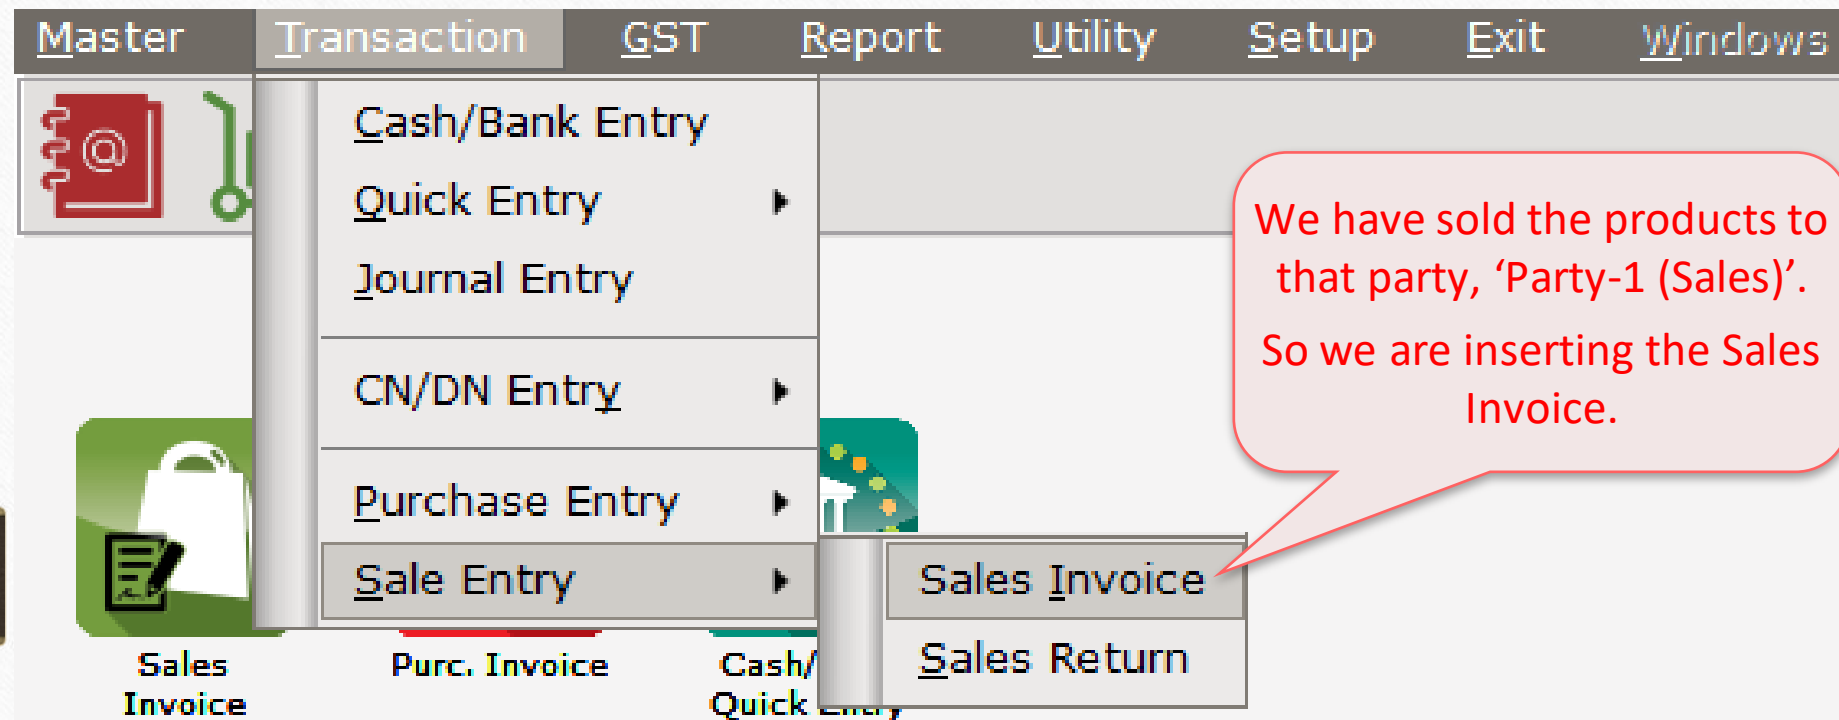 Master Transaction GST Report Utility Setup Exit Windows
@
Cash/Bank Entry
Quick Entry
Journal Entry
CN/DN Entry
Purchase Entry
Sale Entry
Sales Invoice
Sales Return
We have sold the products to
that party, ‘Party-1 (Sales)’.
So we are inserting the Sales
Invoice.
Sales
Invoice
Purc. Invoice
Cash/
Quick Entry